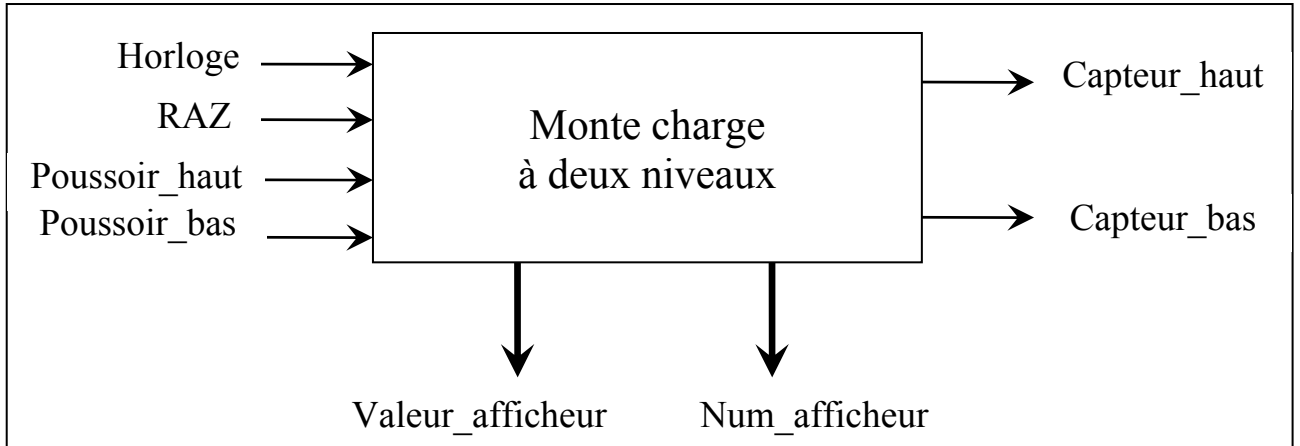 Horloge
RAZ
Poussoir_haut
Poussoir_bas
Monte charge
à deux niveaux
Capteur_haut
Capteur_bas
Valeur_afficheur
Num_afficheur